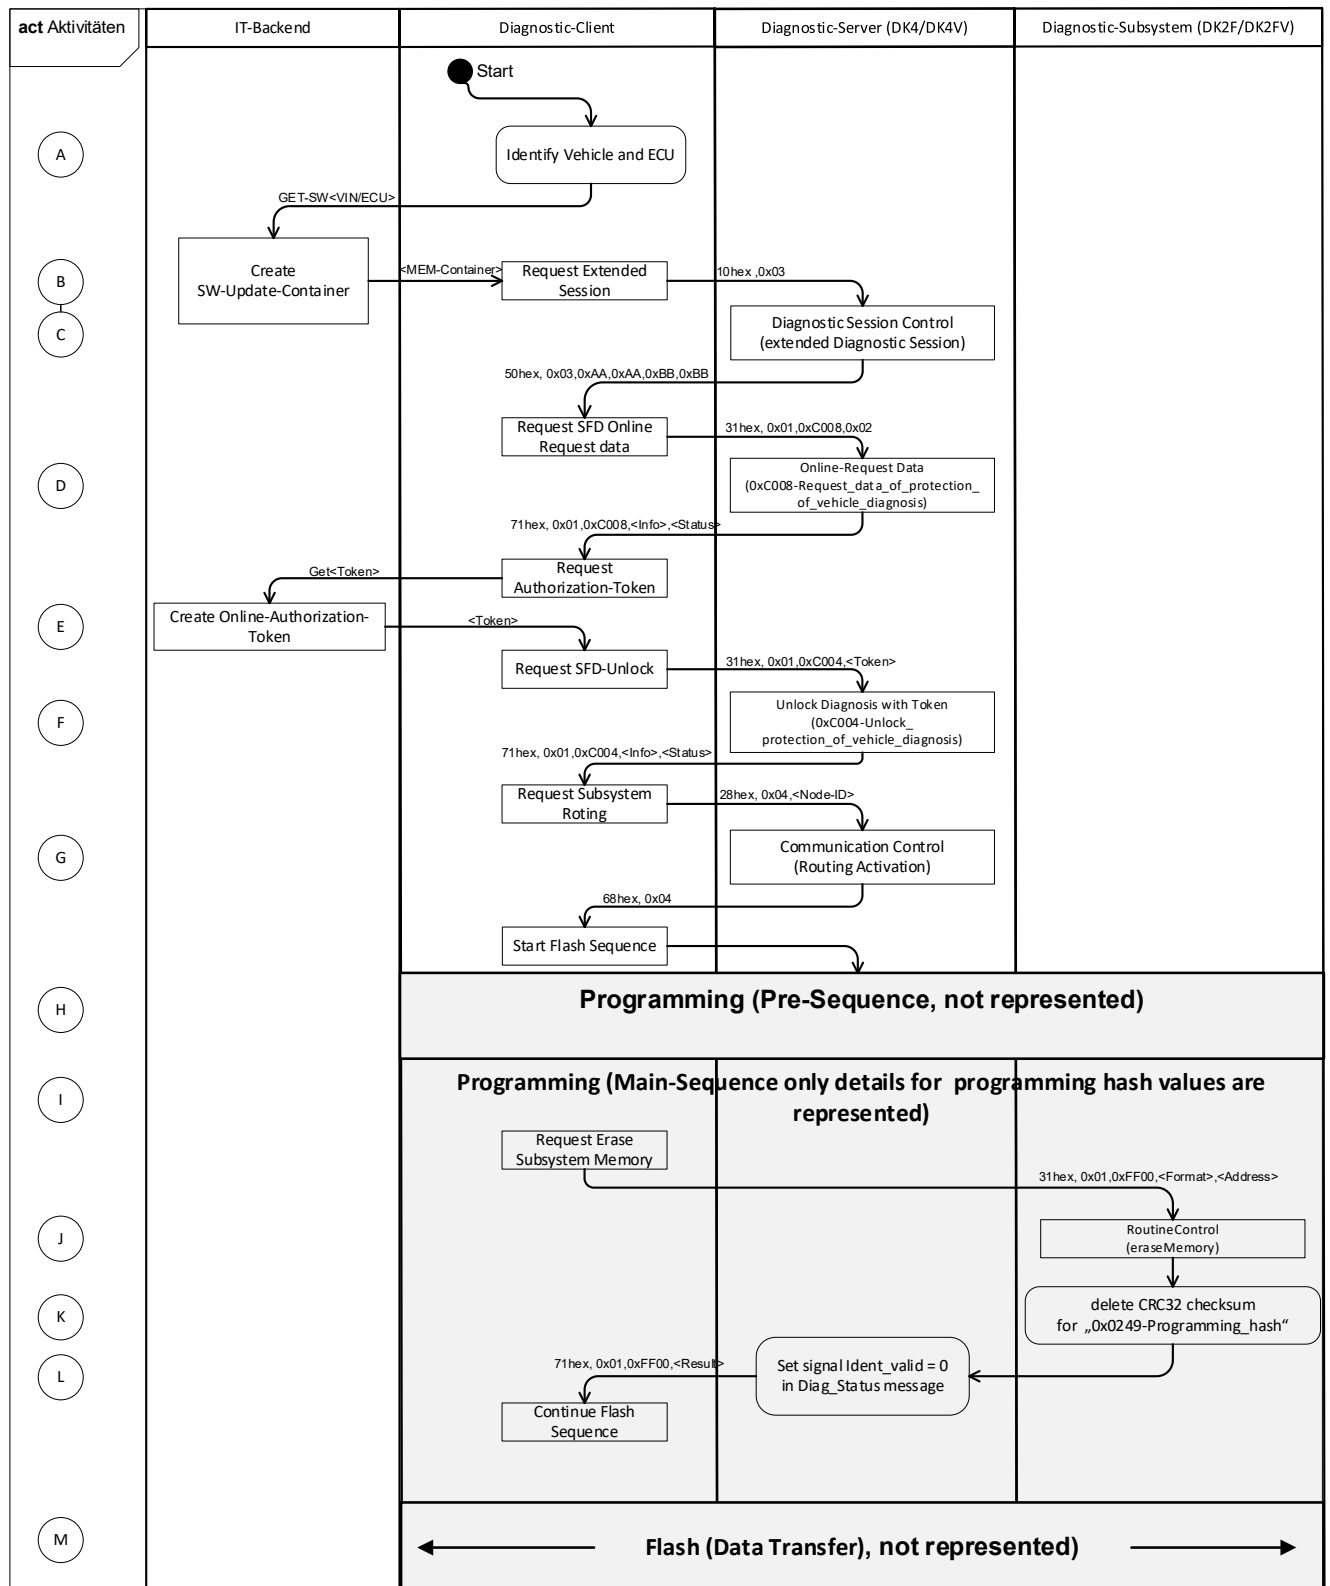 act Aktivitäten
IT-Backend
Diagnostic-Client
Diagnostic-Server (DK4/DK4V)
Diagnostic-Subsystem (DK2F/DK2FV)
Start
A
Identify Vehicle and ECU
GET-SW<VIN/ECU>
B
Create
SW-Update-Container
<MEM-Container>
Request Extended
Session
10hex ,0x03
C
Diagnostic Session Control
(extended Diagnostic Session)
50hex, 0x03,0xAA,0xAA,0xBB,0xBB
Request SFD Online
Request data
31hex, 0x01,0xC008,0x02
D
Online-Request Data
(0xC008-Request_data_of_protection_
of_vehicle_diagnosis)
71hex, 0x01,0xC008,<Info>,<Status>
Request
Authorization-Token
Get<Token>
E
Create Online-Authorization-
Token
<Token>
Request SFD-Unlock
31hex, 0x01,0xC004,<Token>
F
Unlock Diagnosis with Token
(0xC004-Unlock_
protection_of_vehicle_diagnosis)
71hex, 0x01,0xC004,<Info>,<Status>
Request Subsystem
Roting
28hex, 0x04,<Node-ID>
G
Communication Control
(Routing Activation)
68hex, 0x04
Start Flash Sequence
H
Programming (Pre-Sequence, not represented)
I
Programming (Main-Sequence only details for programming hash values are
represented)
Request Erase
Subsystem Memory
31hex, 0x01,0xFF00,<Format>,<Address>
J
RoutineControl
(eraseMemory)
K
delete CRC32 checksum
for „0x0249-Programming_hash“
L
71hex, 0x01,0xFF00,<Result>
Set signal Ident_valid = 0
in Diag_Status message
Continue Flash
Sequence
M
Flash (Data Transfer), not represented)